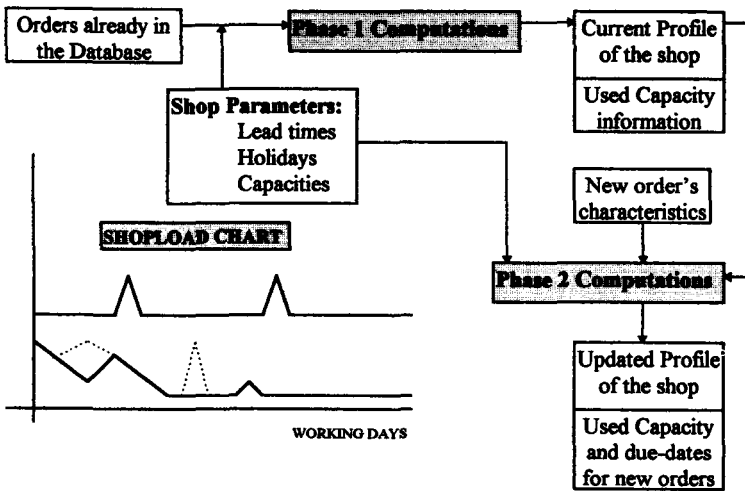 Orders already in
the Database
Phase 1 Computations
Current Profile
of the shop
Used Capacity
information
Shop Parameters:
Lead times
Holidays
Capacities
New order's
characteristics
SHOPLOAD CHART
Phase 2 Computations
Updated Profile
of the shop
Used Capacity
and due-dates
for new orders
WORKING DAYS